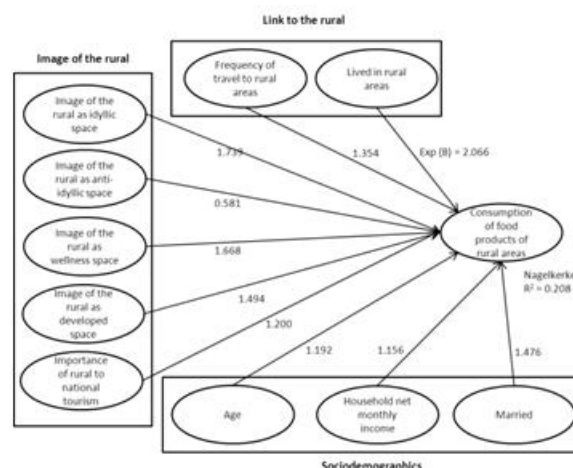 Link to the rural
Image of the rural
Frequency of
travel to rural
areas
Lived in rural
areas
Image of the
rural as idyllic
space
Image of the
rural as anti-
idyllic space
Image of
the rural as
wellness space
Image of the
rural as
developed
space
Importance of
rural to
national
tourism
1.739
1.354
Exp (B) = 2.066
0.581
1.668
1.494
1.200
1.192
1.156
1.476
Consumption
of food
products of
rural areas
Nagelkerke
R² = 0.208
Age
Household net
monthly
income
Married
Sociodemographics